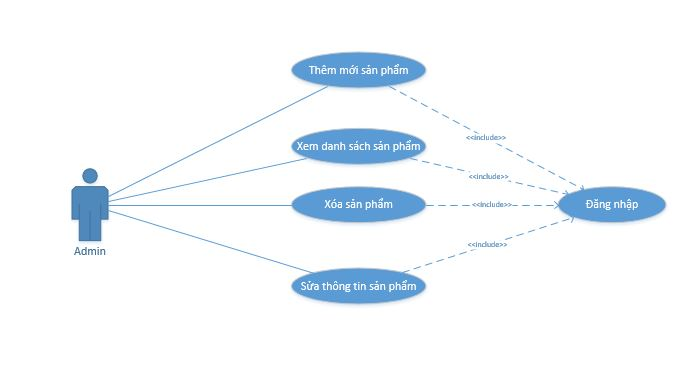 Thêm mới sản phẩm
<<include>>
Xem danh sách sản phẩm
<<include>>
Xóa sản phẩm
<<include>>
Đăng nhập
Admin
<<include>>
Sửa thông tin sản phẩm